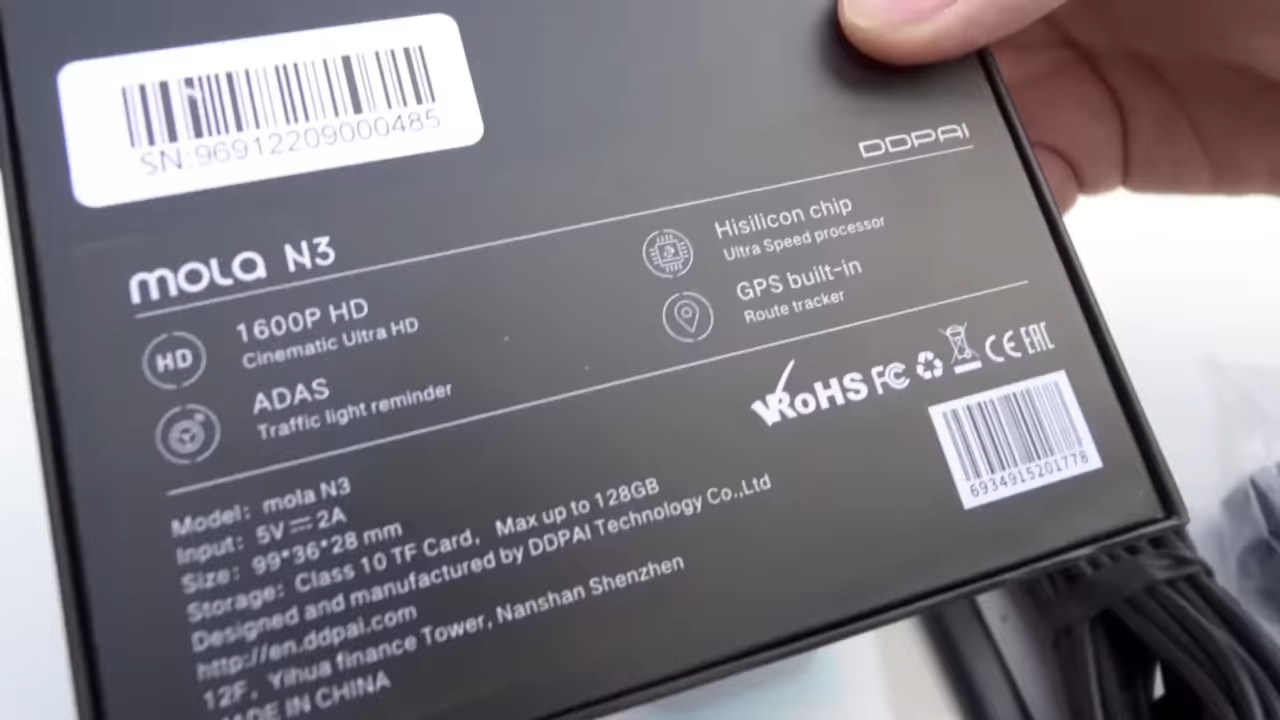 SN:96912209000485
DDPAI
mola N3
HD
1600P HD
Cinematic Ultra HD
ADAS
Traffic light reminder
Hisilicon chip
Ultra Speed processor
GPS built-in
Route tracker
RoHS FC CE EAC
6934915201778
Model: mola N3
Input: 5V⎓2A
Size: 99*36*28 mm
Storage: Class 10 TF Card, Max up to 128GB
Designed and manufactured by DDPAI Technology Co.,Ltd
http://en.ddpai.com
12F, Yihua finance Tower, Nanshan Shenzhen
MADE IN CHINA